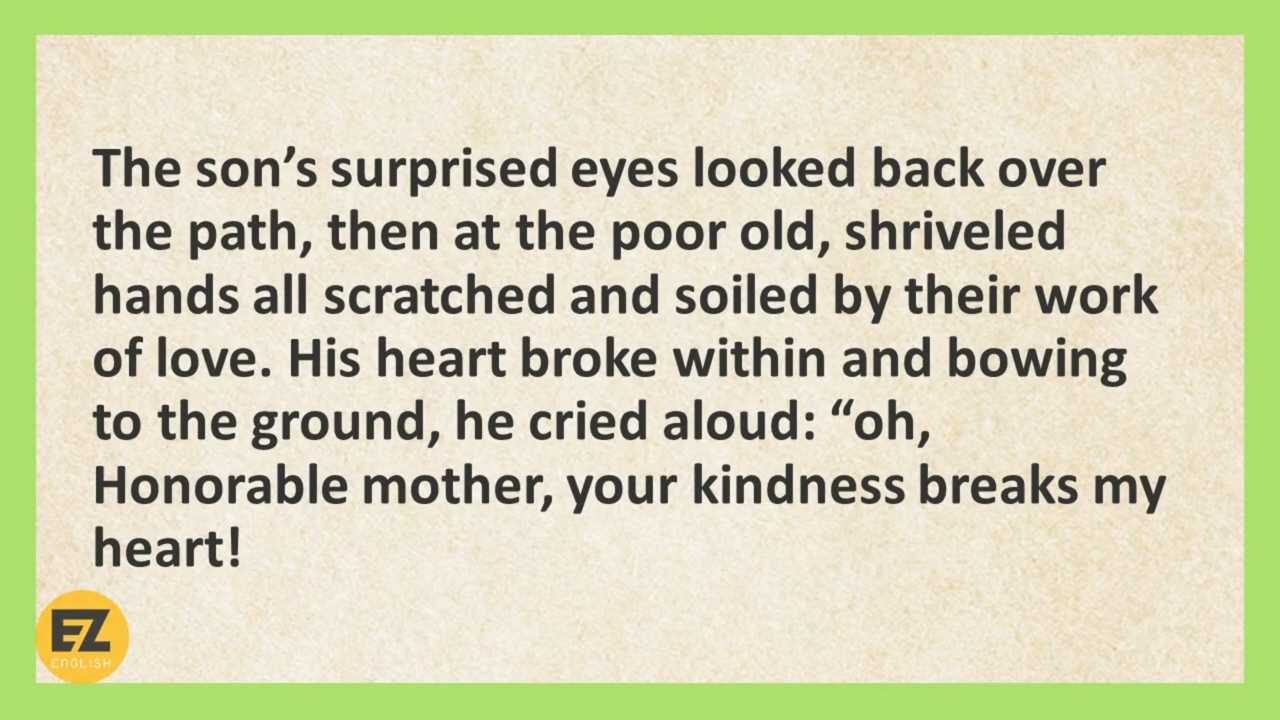 The son’s surprised eyes looked back over
the path, then at the poor old, shriveled
hands all scratched and soiled by their work
of love. His heart broke within and bowing
to the ground, he cried aloud: “oh,
Honorable mother, your kindness breaks my
heart!
EZ
ENGLISH